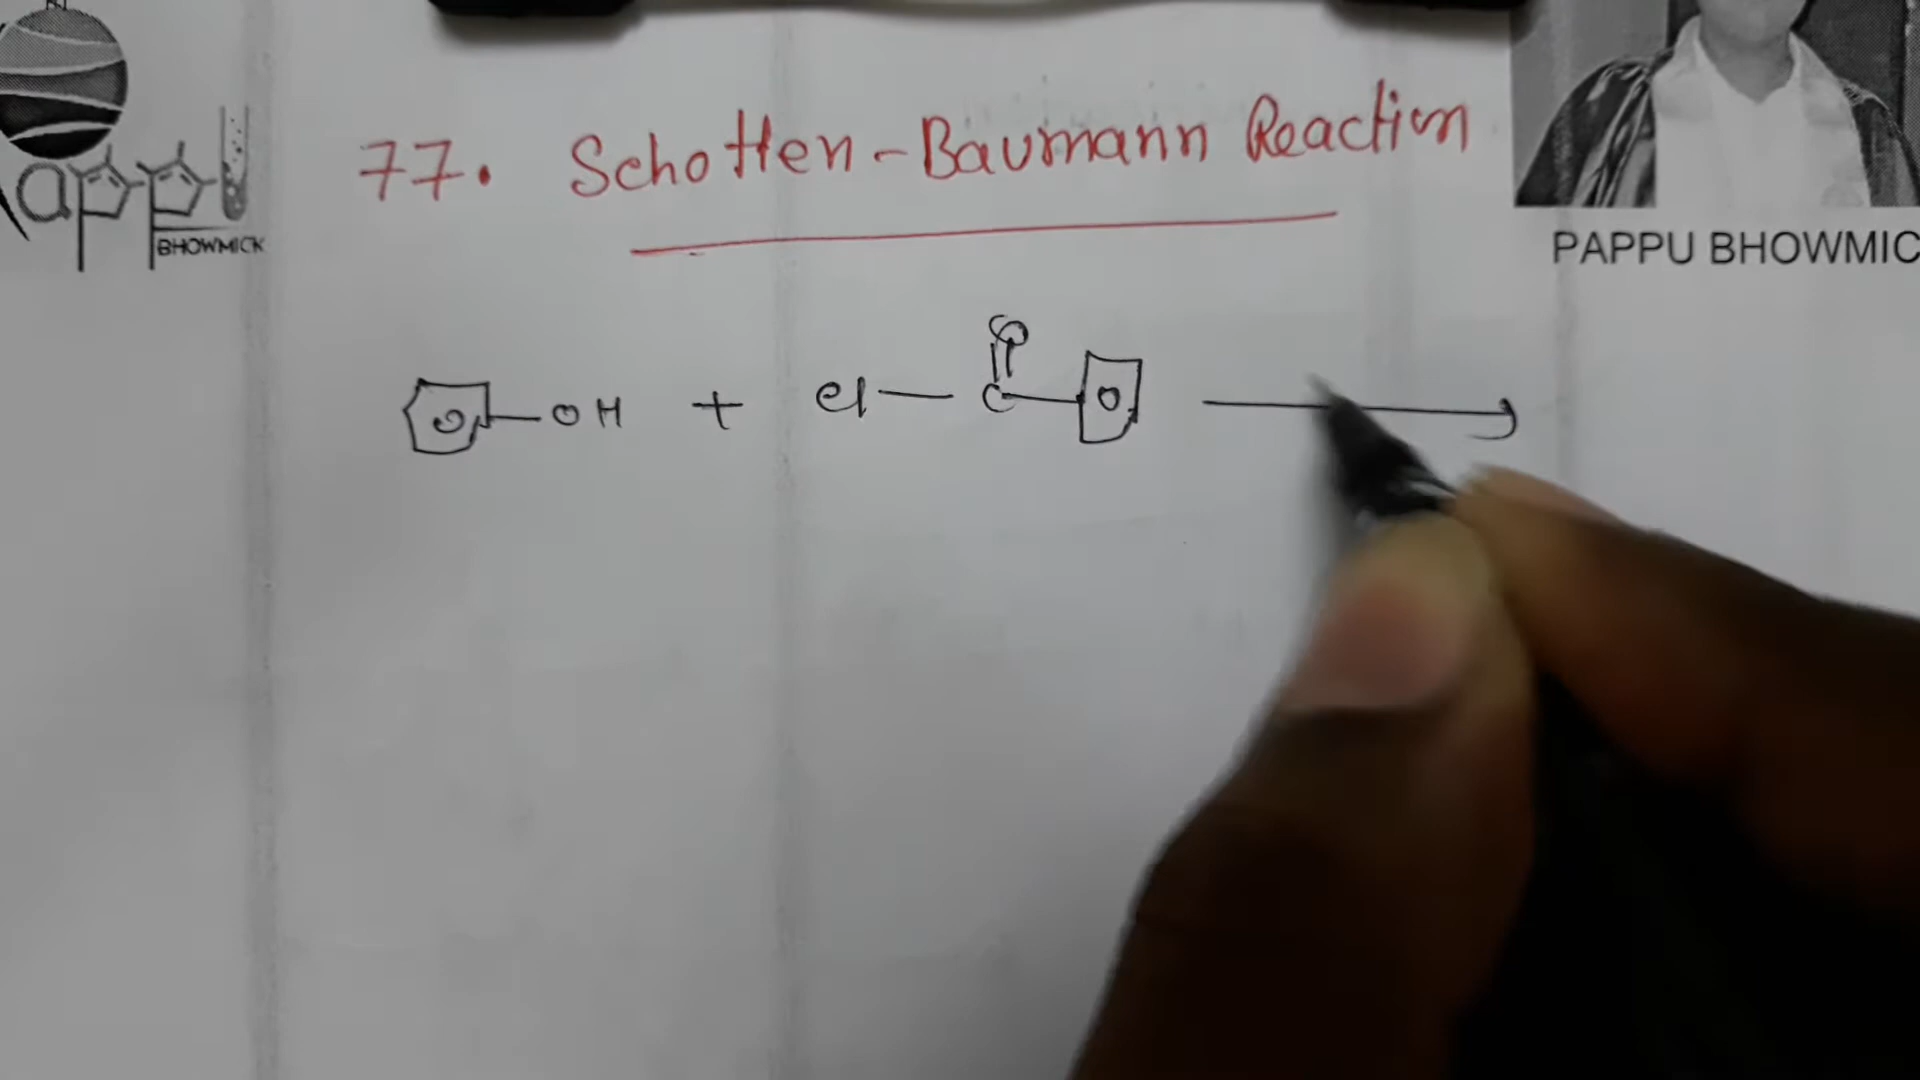 BHOWMICK
77. Schotten-Baumann Reaction
PAPPU BHOWMIC
OH + Cl — C
O